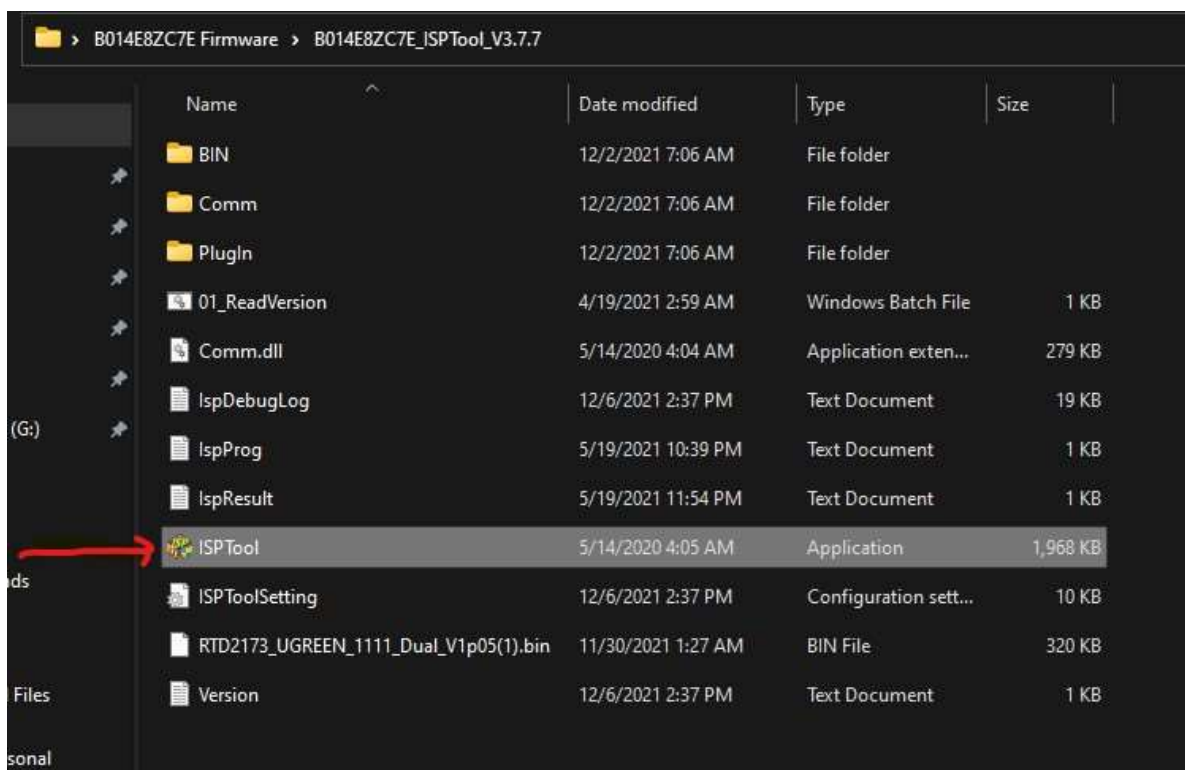 B014E8ZC7E Firmware > B014E8ZC7E_ISPTool_V3.7.7
Name Date modified Type Size
BIN 12/2/2021 7:06 AM File folder
Comm 12/2/2021 7:06 AM File folder
PlugIn 12/2/2021 7:06 AM File folder
01_ReadVersion 4/19/2021 2:59 AM Windows Batch File 1 KB
Comm.dll 5/14/2020 4:04 AM Application exten... 279 KB
IspDebugLog 12/6/2021 2:37 PM Text Document 19 KB
(G:)
IspProg 5/19/2021 10:39 PM Text Document 1 KB
IspResult 5/19/2021 11:54 PM Text Document 1 KB
ISPTool 5/14/2020 4:05 AM Application 1,968 KB
ds
ISPToolSetting 12/6/2021 2:37 PM Configuration sett... 10 KB
RTD2173_UGREEN_1111_Dual_V1p05(1).bin 11/30/2021 1:27 AM BIN File 320 KB
Files
Version 12/6/2021 2:37 PM Text Document 1 KB
sonal